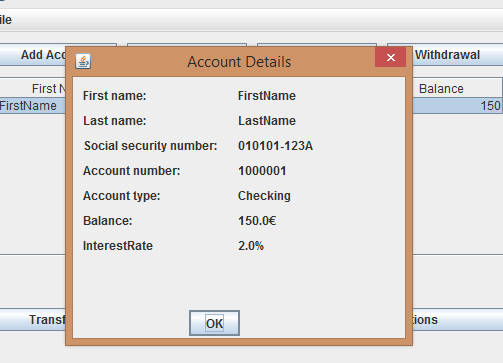 ile
Account Details
Add Acc
Withdrawal
First N
Balance
FirstName
150
First name: FirstName
Last name: LastName
Social security number: 010101-123A
Account number: 1000001
Account type: Checking
Balance: 150.0€
InterestRate 2.0%
Transf
ions
OK